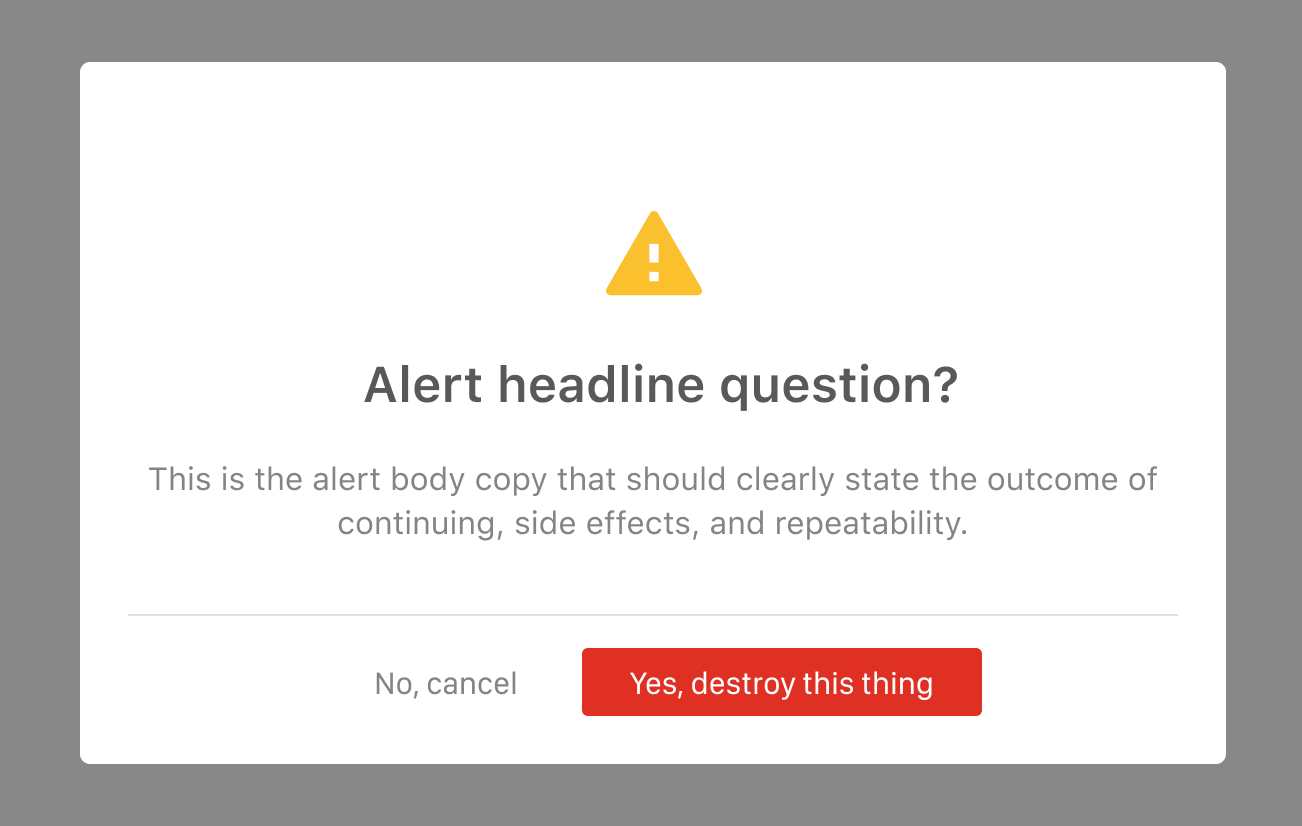 Alert headline question?
This is the alert body copy that should clearly state the outcome of
continuing, side effects, and repeatability.
No, cancel
Yes, destroy this thing